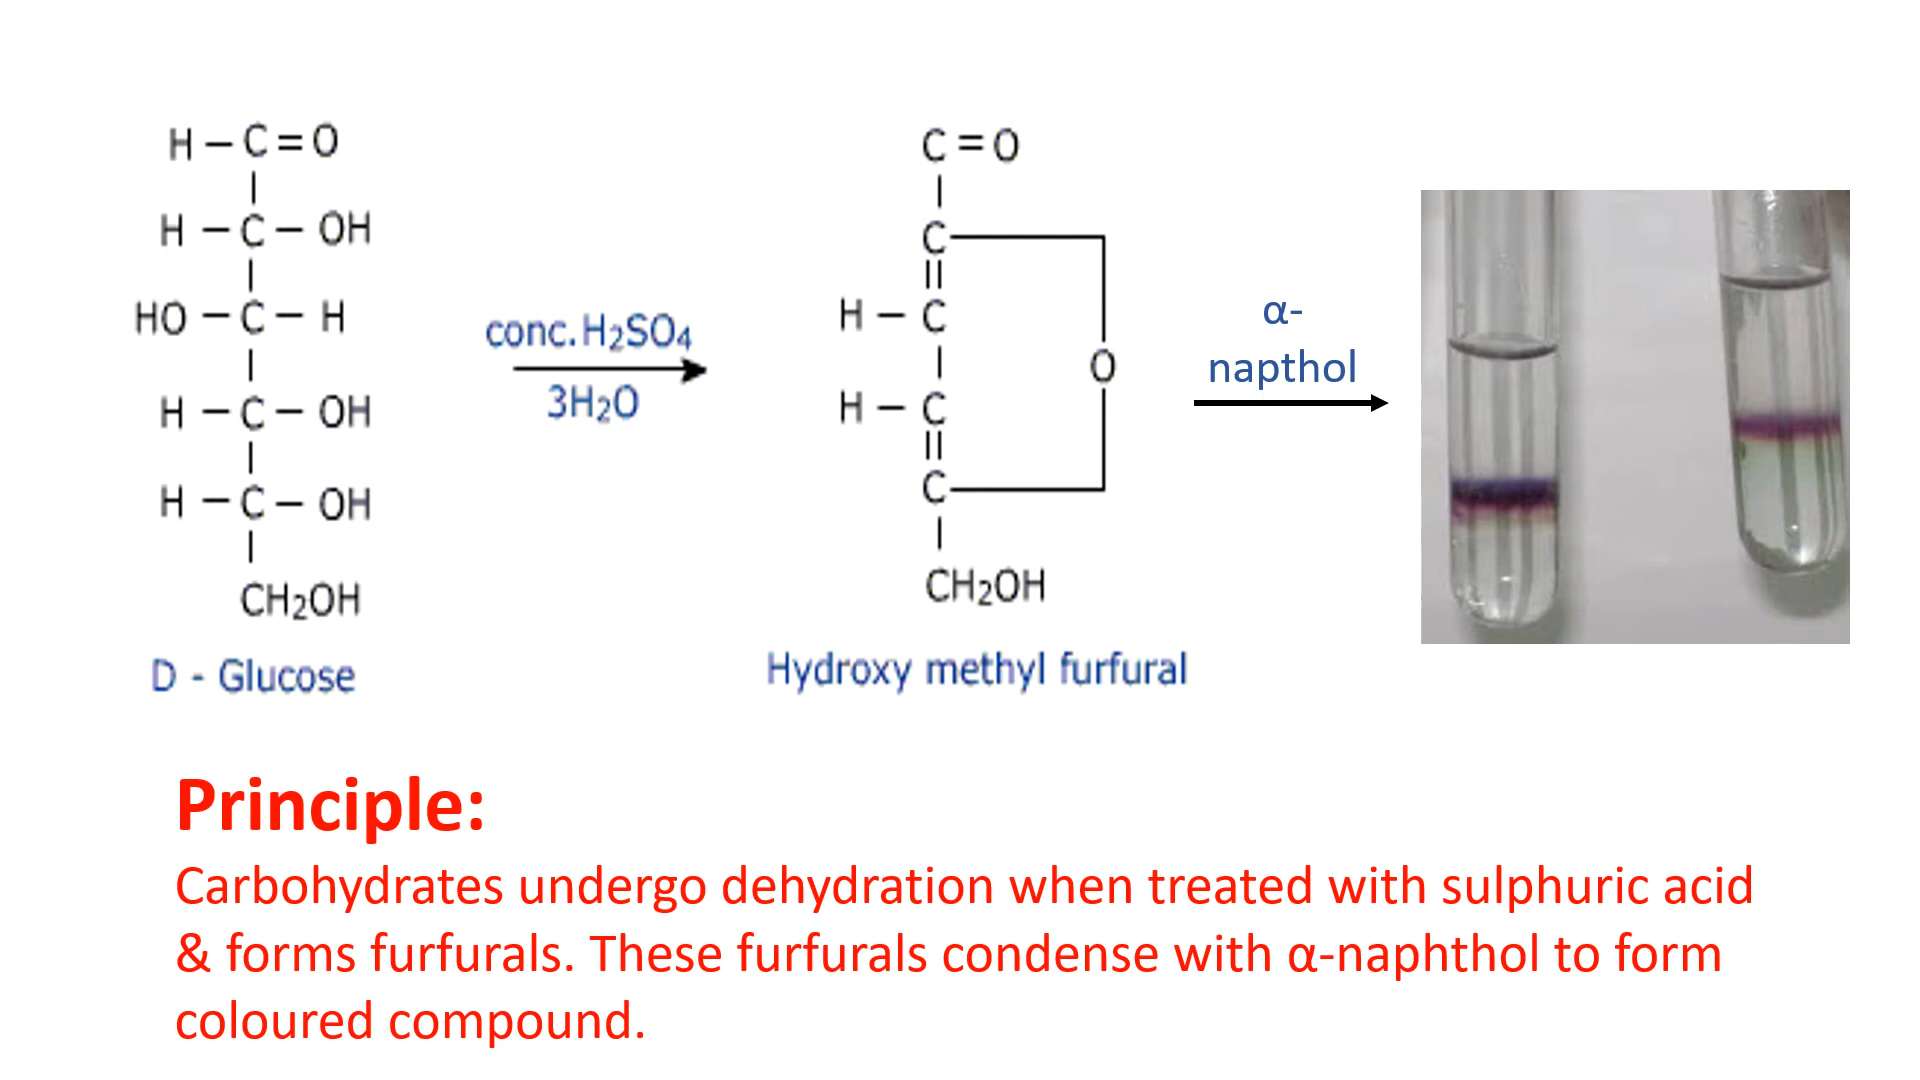 H – C = O
H – C – OH
HO – C – H
H – C – OH
H – C – OH
CH₂OH
D - Glucose
conc. H₂SO₄
3H₂O
C = O
C
H – C
O
H – C
C
CH₂OH
Hydroxy methyl furfural
α-
napthol
Principle:
Carbohydrates undergo dehydration when treated with sulphuric acid
& forms furfurals. These furfurals condense with α-naphthol to form
coloured compound.